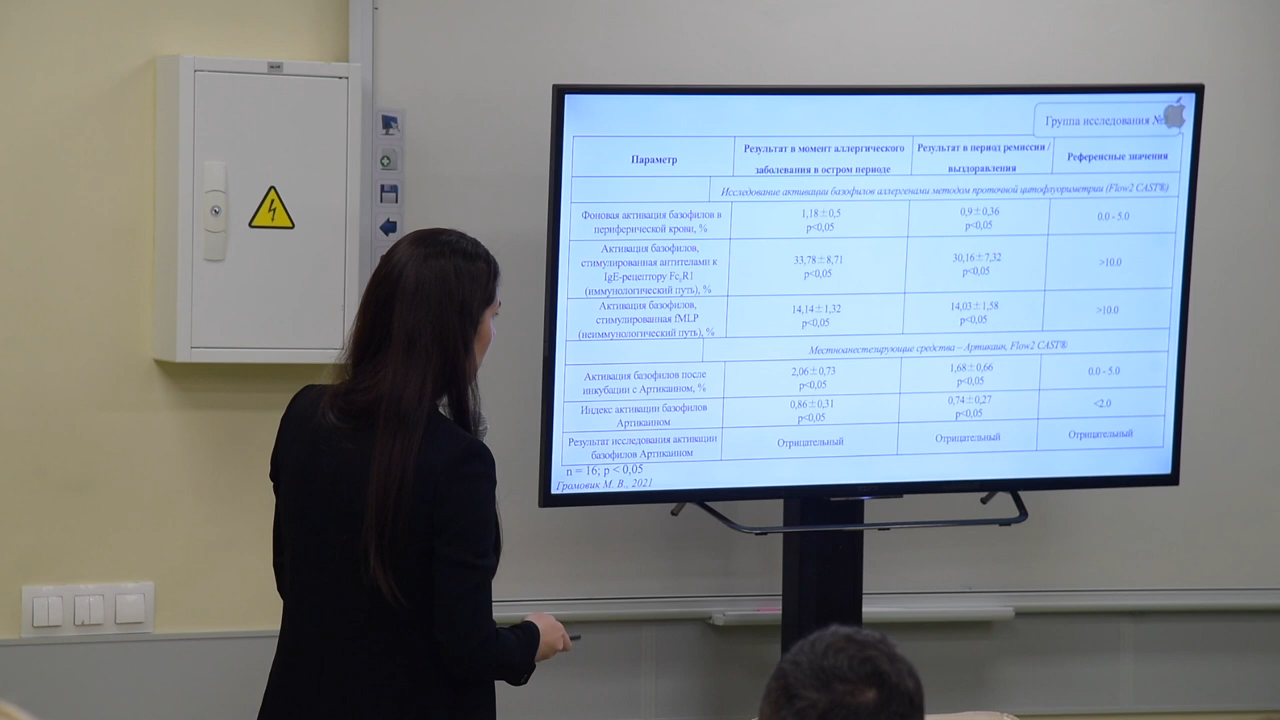 Группа исследования №
Параметр
Результат в момент аллергического
заболевания в остром периоде
Результат в период ремиссии /
выздоровления
Референсные значения
Исследование активации базофилов аллергенами методом проточной цитофлуориметрии (Flow2 CAST®)
Фоновая активация базофилов в
периферической крови, %
1,18±0,5
p<0,05
0,9±0,36
p<0,05
0.0 - 5.0
Активация базофилов,
стимулированная антителами к
IgE-рецептору FcεR1
(иммунологический путь), %
33,78±8,71
p<0,05
30,16±7,32
p<0,05
>10.0
Активация базофилов,
стимулированная fMLP
(неиммунологический путь), %
14,14±1,32
p<0,05
14,03±1,58
p<0,05
>10.0
Местноанестезирующие средства – Артикаин, Flow2 CAST®
Активация базофилов после
инкубации с Артикаином, %
2,06±0,73
p<0,05
1,68±0,66
p<0,05
0.0 - 5.0
Индекс активации базофилов
Артикаином
0,86±0,31
p<0,05
0,74±0,27
p<0,05
<2.0
Результат исследования активации
базофилов Артикаином
Отрицательный
Отрицательный
Отрицательный
n = 16; p < 0,05
Громовик М. В., 2021